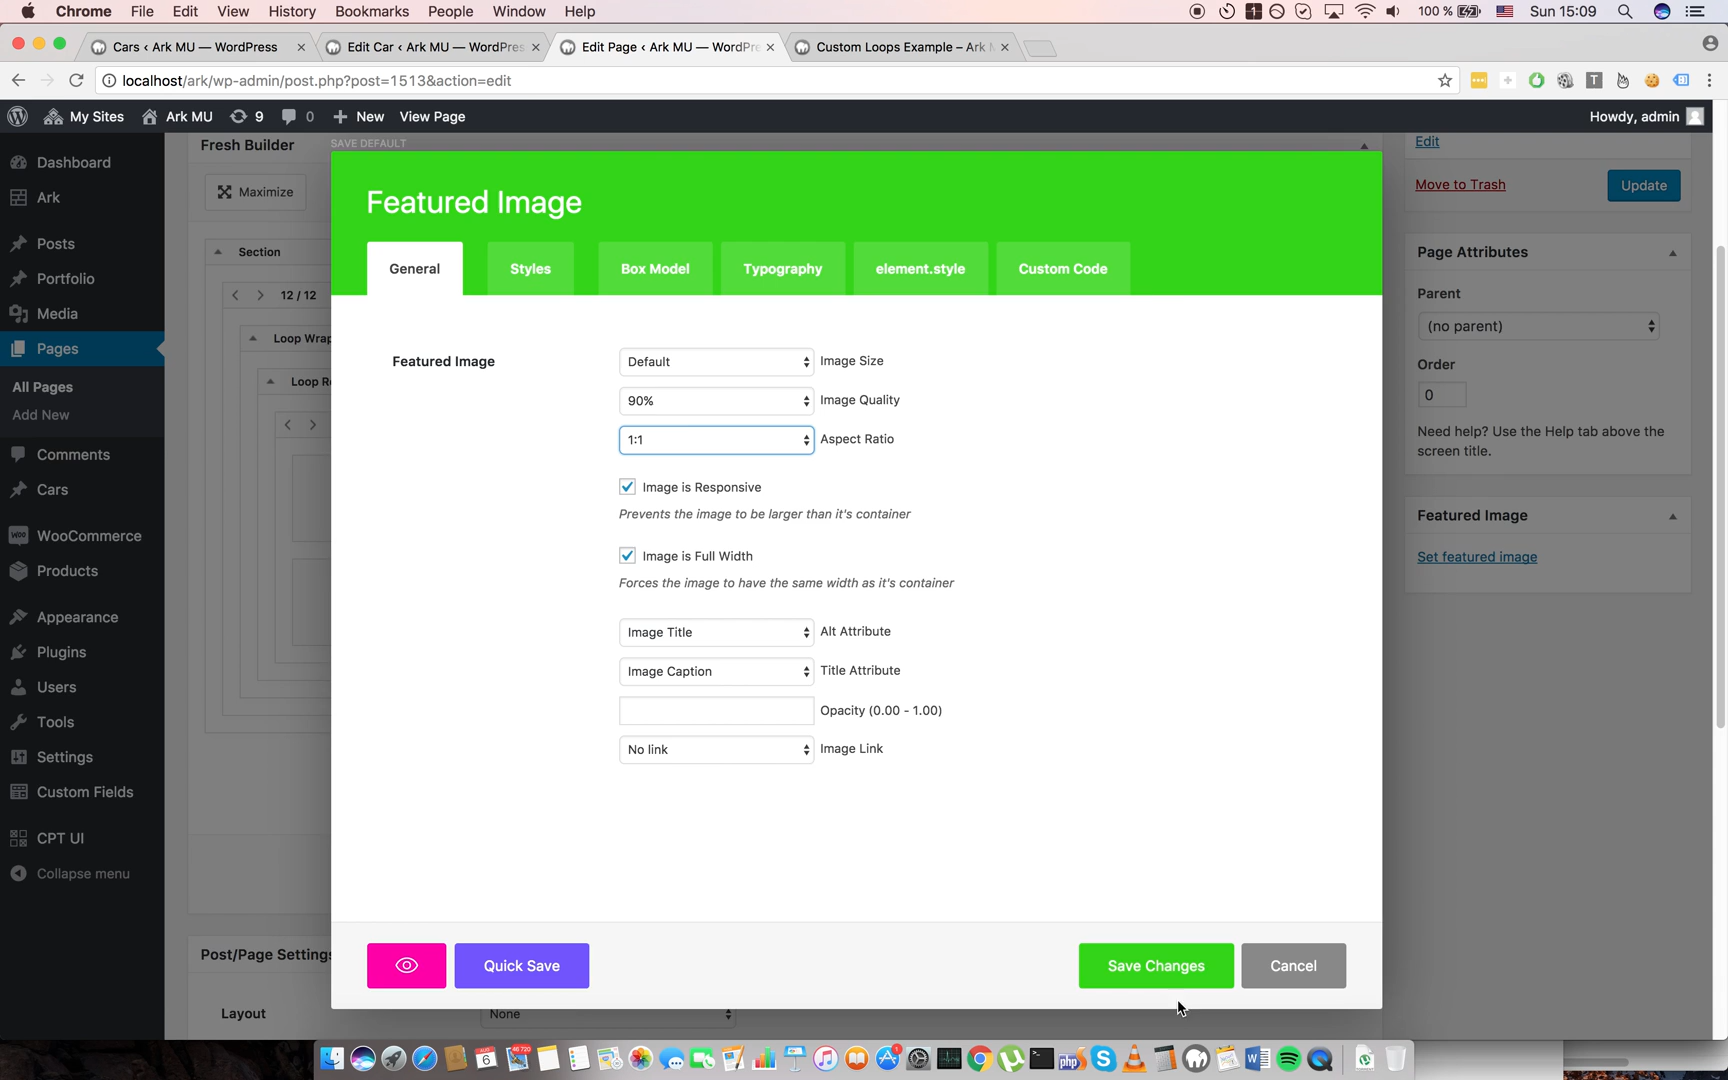 Chrome File Edit View History Bookmarks People Window Help 100 % Sun 15:09
Cars ‹ Ark MU — WordPress
Edit Car ‹ Ark MU — WordPres
Edit Page ‹ Ark MU — WordPre
Custom Loops Example – Ark M
localhost/ark/wp-admin/post.php?post=1513&action=edit
My Sites Ark MU 9 0 New View Page Howdy, admin
Dashboard
Ark
Posts
Portfolio
Media
Pages
All Pages
Add New
Comments
Cars
WooCommerce
Products
Appearance
Plugins
Users
Tools
Settings
Custom Fields
CPT UI
Collapse menu
Fresh Builder
SAVE DEFAULT
Maximize
Section
12 / 12
Loop Wrap
Loop R
Featured Image
General Styles Box Model Typography element.style Custom Code
Featured Image
Default Image Size
90% Image Quality
1:1 Aspect Ratio
Image is Responsive
Prevents the image to be larger than it's container
Image is Full Width
Forces the image to have the same width as it's container
Image Title Alt Attribute
Image Caption Title Attribute
Opacity (0.00 - 1.00)
No link Image Link
Quick Save Save Changes Cancel
Post/Page Settings
Layout None
Edit
Move to Trash Update
Page Attributes
Parent
(no parent)
Order
0
Need help? Use the Help tab above the
screen title.
Featured Image
Set featured image